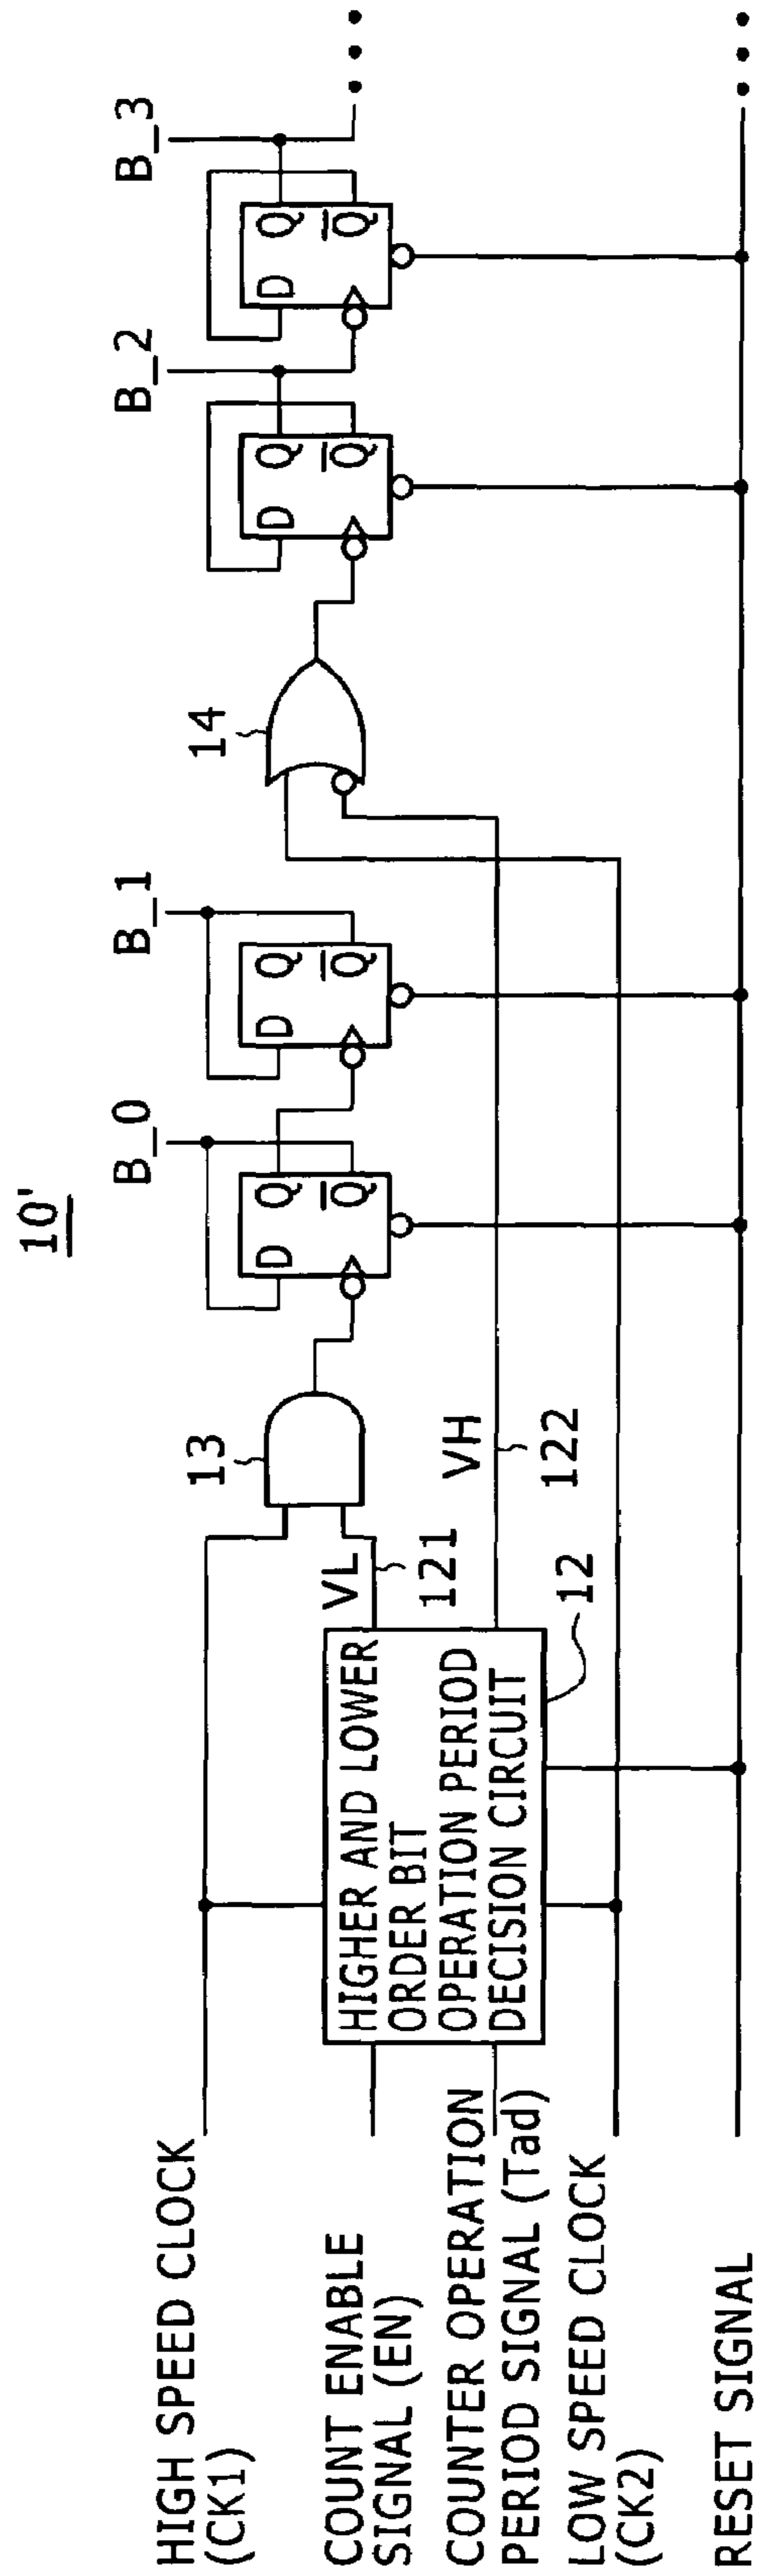 10'
HIGH SPEED CLOCK
(CK1)
COUNT ENABLE
SIGNAL (EN)
COUNTER OPERATION
PERIOD SIGNAL (Tad)
LOW SPEED CLOCK
(CK2)
RESET SIGNAL
HIGHER AND LOWER
ORDER BIT
OPERATION PERIOD
DECISION CIRCUIT
12
VL
121
VH
122
13
B_0
D Q
Q̅
B_1
D Q
Q̅
14
B_2
D Q
Q̅
B_3
D Q
Q̅